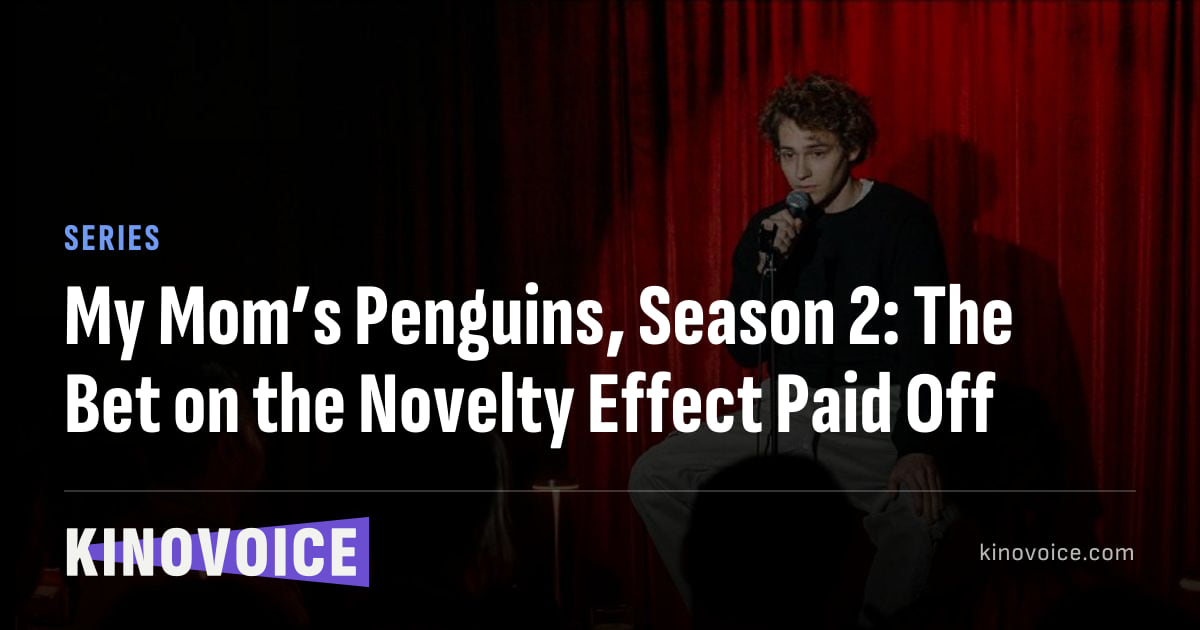 SERIES
My Mom’s Penguins, Season 2: The
Bet on the Novelty Effect Paid Off
KINOVOICE
kinovoice.com